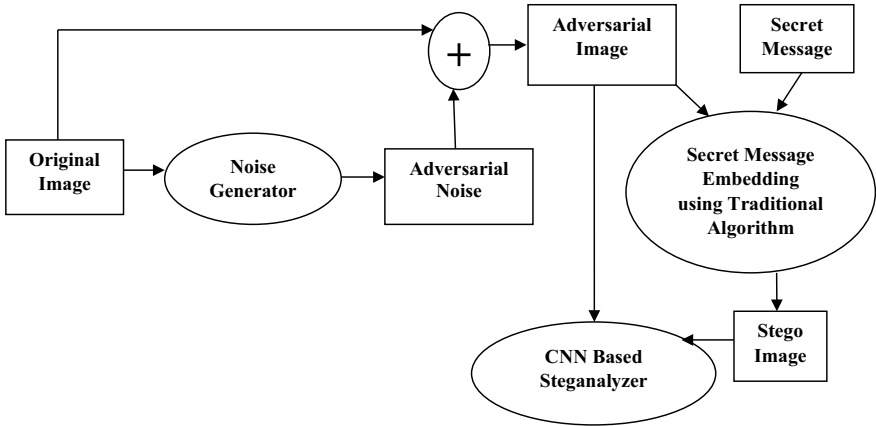 Adversarial
Image
Secret
Message
+
Original
Image
Noise
Generator
Adversarial
Noise
Secret Message
Embedding
using Traditional
Algorithm
CNN Based
Steganalyzer
Stego
Image